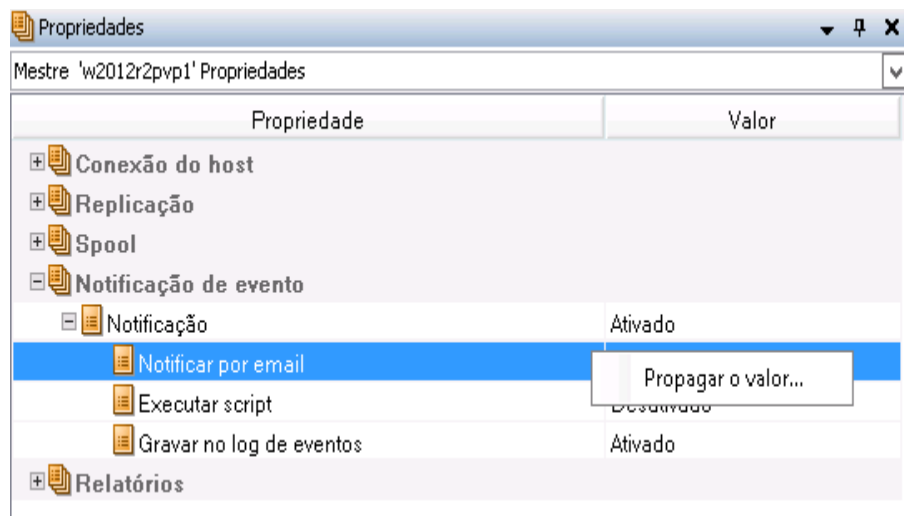 Propriedades
Mestre 'w2012r2pvp1' Propriedades
Propriedade Valor
Conexão do host
Replicação
Spool
Notificação de evento
Notificação Ativado
Notificar por email
Propagar o valor...
Executar script Desativado
Gravar no log de eventos Ativado
Relatórios